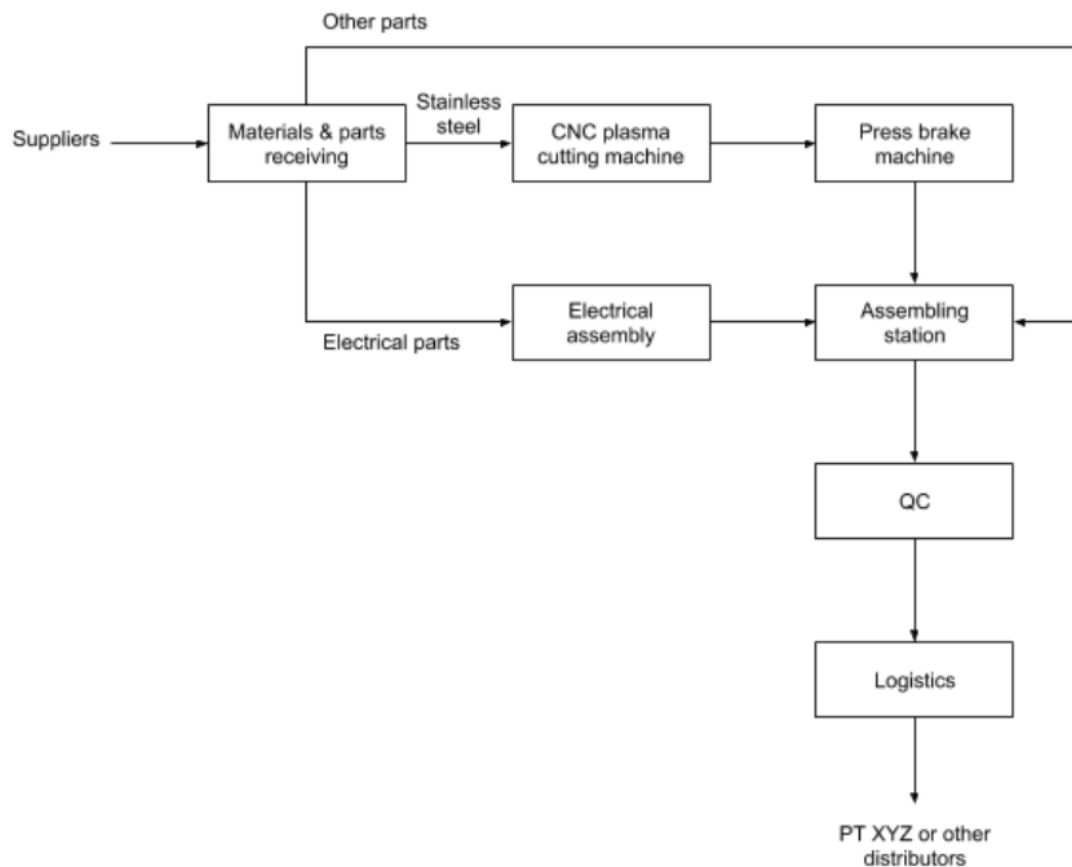 Other parts
Suppliers
Materials & parts
receiving
Stainless
steel
CNC plasma
cutting machine
Press brake
machine
Electrical parts
Electrical
assembly
Assembling
station
QC
Logistics
PT XYZ or other
distributors